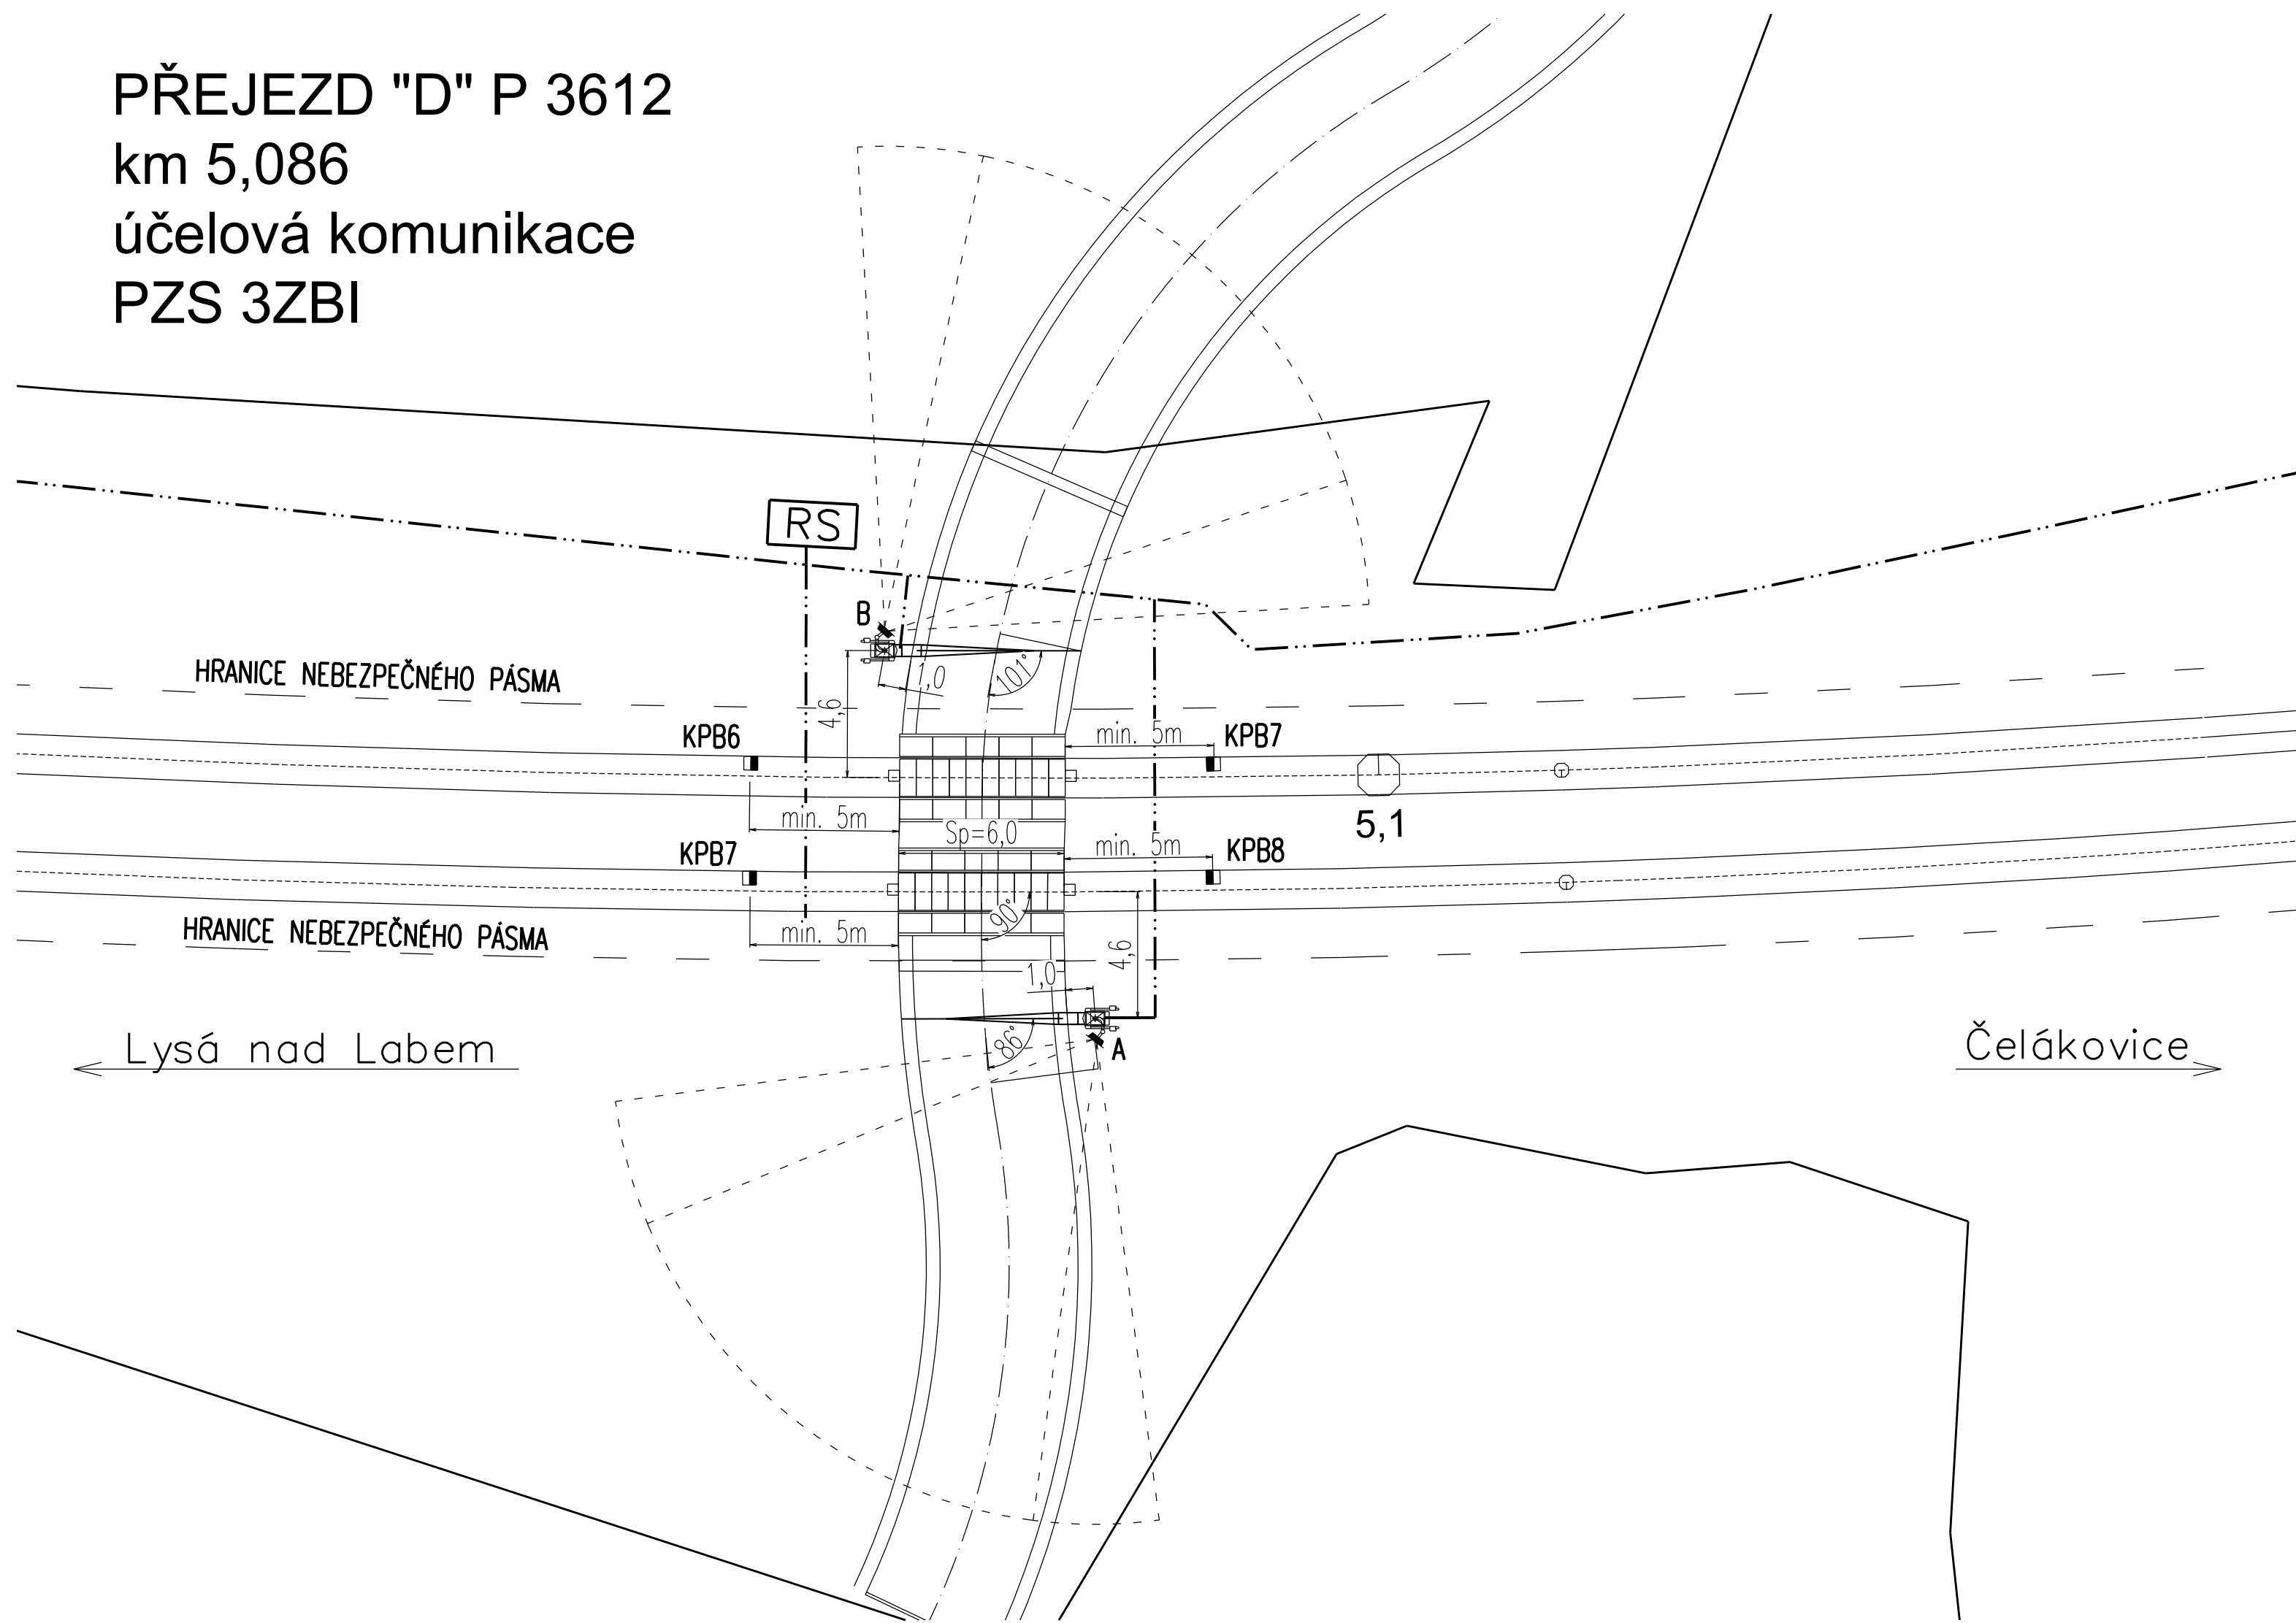 PŘEJEZD "D" P 3612
km 5,086
účelová komunikace
PZS 3ZBI
RS
B
HRANICE NEBEZPEČNÉHO PÁSMA
1,0
101°
4,6
KPB6
min. 5m
KPB7
min. 5m
5,1
Sp=6,0
KPB7
min. 5m
KPB8
90°
HRANICE NEBEZPEČNÉHO PÁSMA
min. 5m
4,6
1,0
86°
A
Lysá nad Labem
Čelákovice